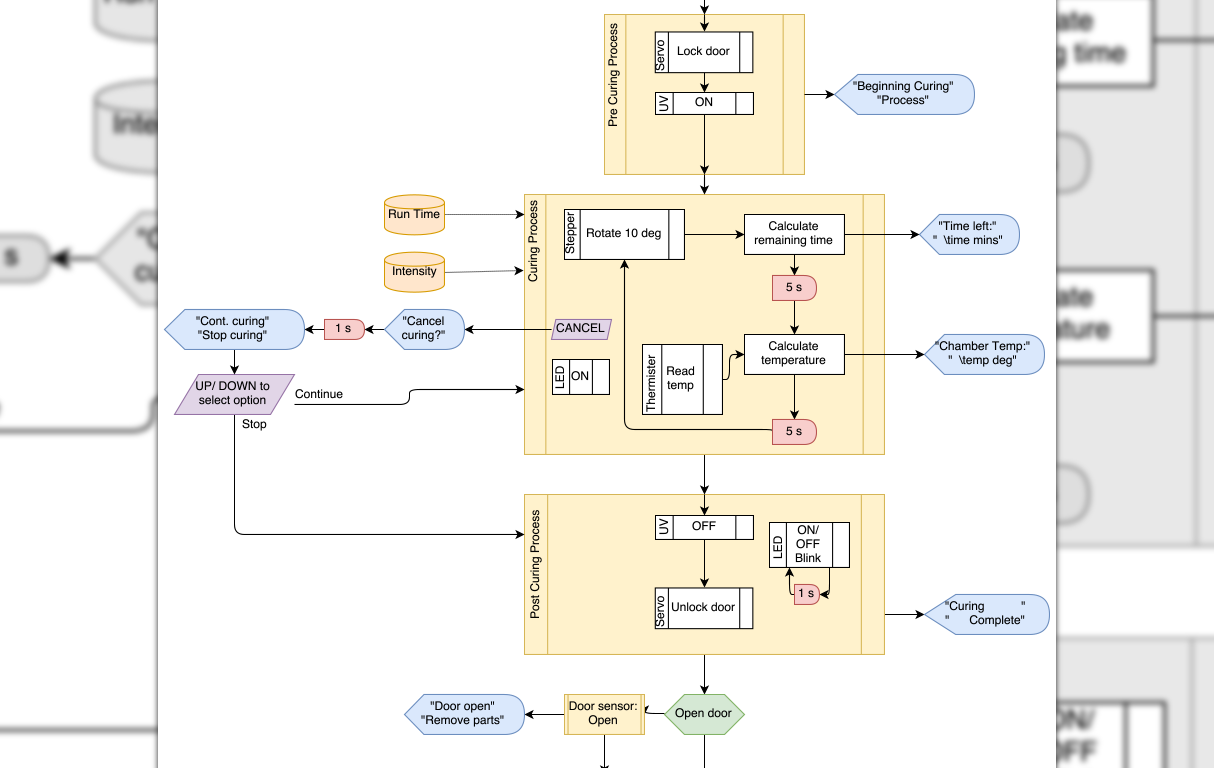 Pre Curing Process
Servo
Lock door
UV
ON
"Beginning Curing"
"Process"
Curing Process
Run Time
Intensity
Stepper
Rotate 10 deg
Calculate
remaining time
"Time left:"
" \time mins"
5 s
"Cont. curing"
"Stop curing"
1 s
"Cancel
curing?"
CANCEL
LED
ON
Thermister
Read
temp
Calculate
temperature
"Chamber Temp:"
" \temp deg"
5 s
UP/ DOWN to
select option
Continue
Stop
Post Curing Process
UV
OFF
LED
ON/
OFF
Blink
1 s
Servo
Unlock door
"Curing "
" Complete"
"Door open"
"Remove parts"
Door sensor:
Open
Open door